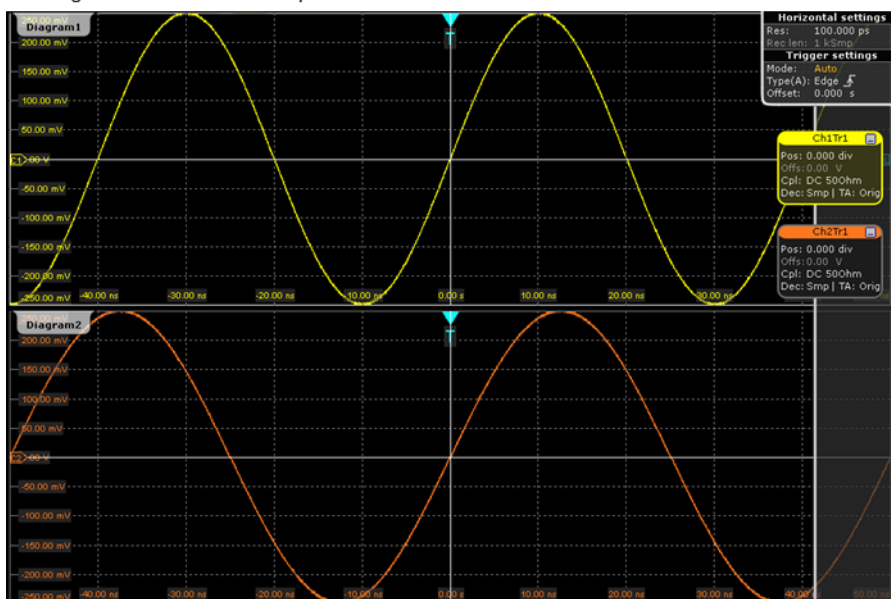 Diagram1
200.00 mV
150.00 mV
100.00 mV
50.00 mV
C1 0.00 V
-50.00 mV
-100.00 mV
-150.00 mV
-200.00 mV
-250.00 mV
-40.00 ns -30.00 ns -20.00 ns -10.00 ns 0.00 s 10.00 ns 20.00 ns 30.00 ns
T
Horizontal settings
Res: 100.000 ps
Rec len: 1 kSmp
Trigger settings
Mode: Auto
Type(A): Edge
Offset: 0.000 s
Ch1Tr1
Pos: 0.000 div
Offs:0.00 V
Cpl: DC 50Ohm
Dec: Smp | TA: Orig
Ch2Tr1
Pos: 0.000 div
Offs:0.00 V
Cpl: DC 50Ohm
Dec: Smp | TA: Orig
Diagram2
T
200.00 mV
150.00 mV
100.00 mV
50.00 mV
C2 0.00 V
-50.00 mV
-100.00 mV
-150.00 mV
-200.00 mV
-250.00 mV
-40.00 ns -30.00 ns -20.00 ns -10.00 ns 0.00 s 10.00 ns 20.00 ns 30.00 ns 40.00 50.00 ns